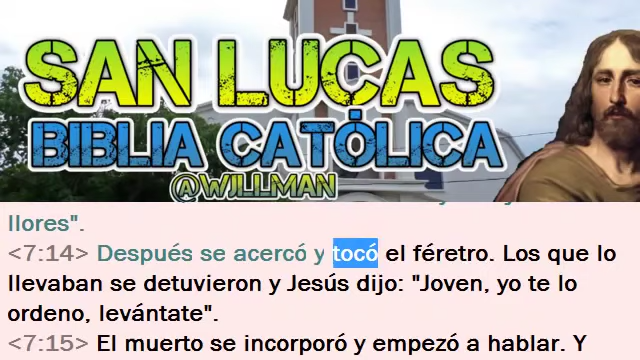 SAN LUCAS
BIBLIA CATÓLICA
@WJLLMAN
llores".
<7:14> Después se acercó y tocó el féretro. Los que lo
llevaban se detuvieron y Jesús dijo: "Joven, yo te lo
ordeno, levántate".
<7:15> El muerto se incorporó y empezó a hablar. Y